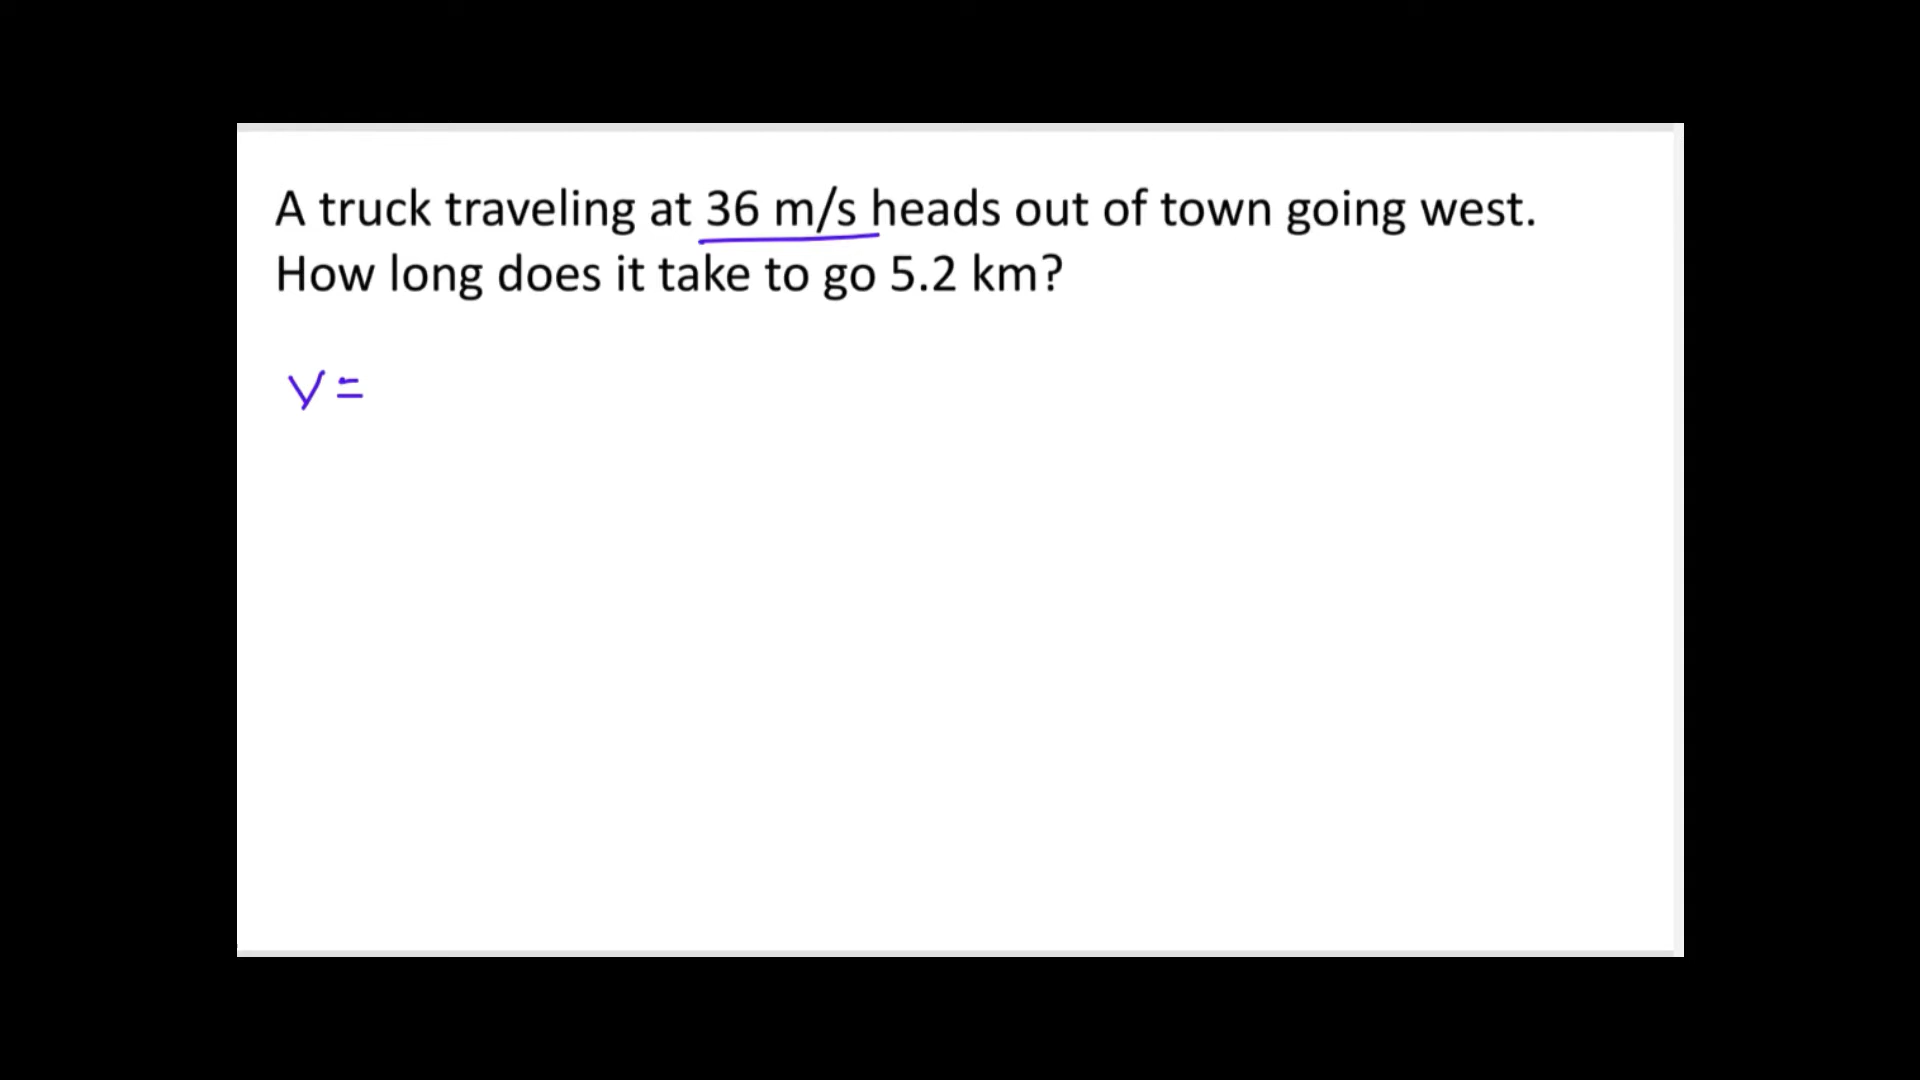 A truck traveling at 36 m/s heads out of town going west.
How long does it take to go 5.2 km?
v =